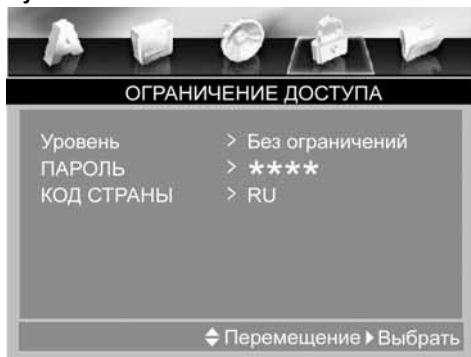 ОГРАНИЧЕНИЕ ДОСТУПА
Уровень > Без ограничений
ПАРОЛЬ > ****
КОД СТРАНЫ > RU
Перемещение Выбрать